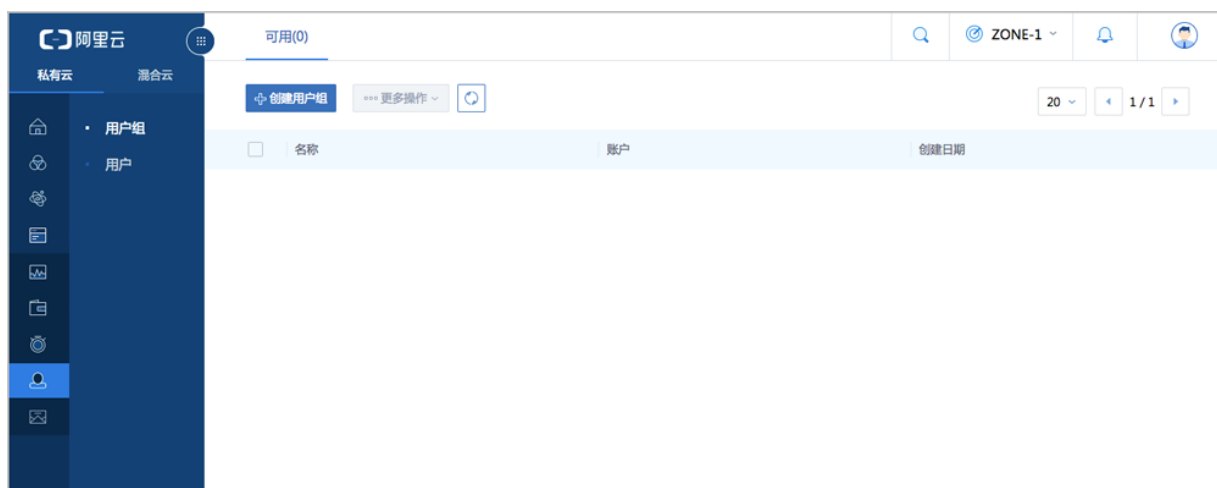 阿里云
私有云
混合云
用户组
用户
可用(0)
ZONE-1
创建用户组
更多操作
20
1 / 1
名称
账户
创建日期